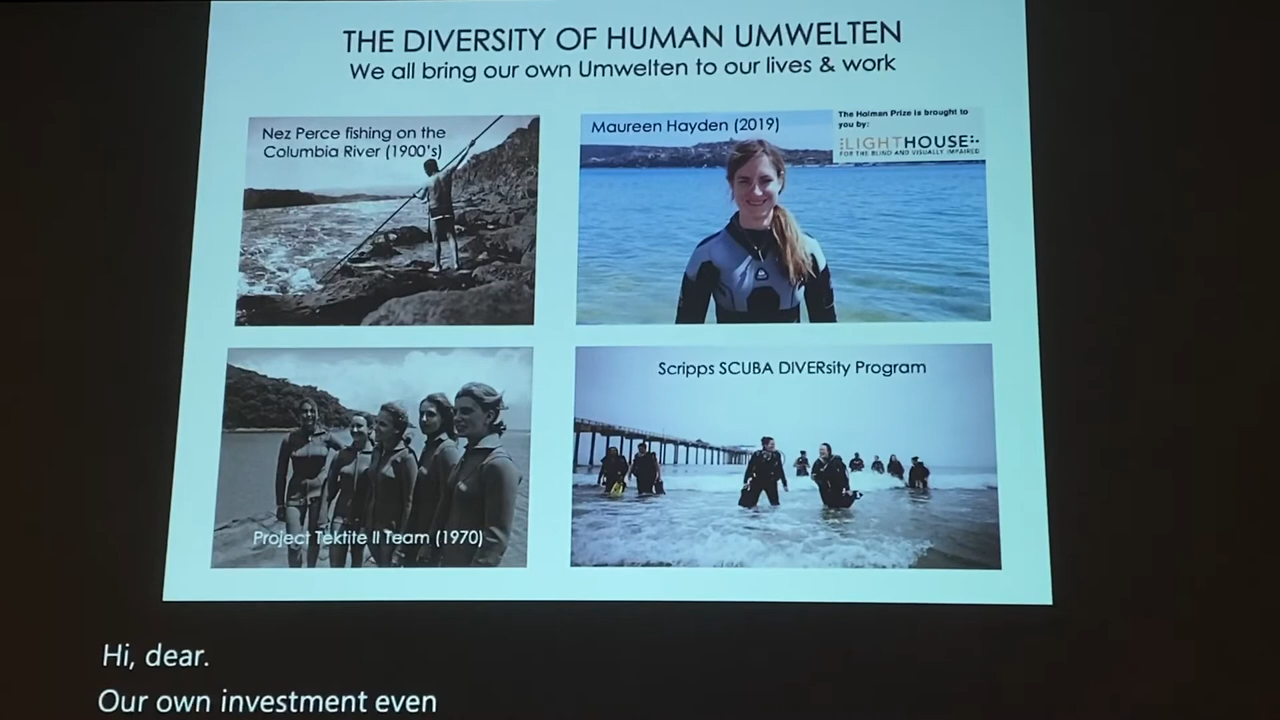 THE DIVERSITY OF HUMAN UMWELTEN
We all bring our own Umwelten to our lives & work
Nez Perce fishing on the
Columbia River (1900's)
Maureen Hayden (2019)
The Holman Prize is brought to
you by:
LIGHTHOUSE
FOR THE BLIND AND VISUALLY IMPAIRED
Project Tektite II Team (1970)
Scripps SCUBA DIVERsity Program
Hi, dear.
Our own investment even